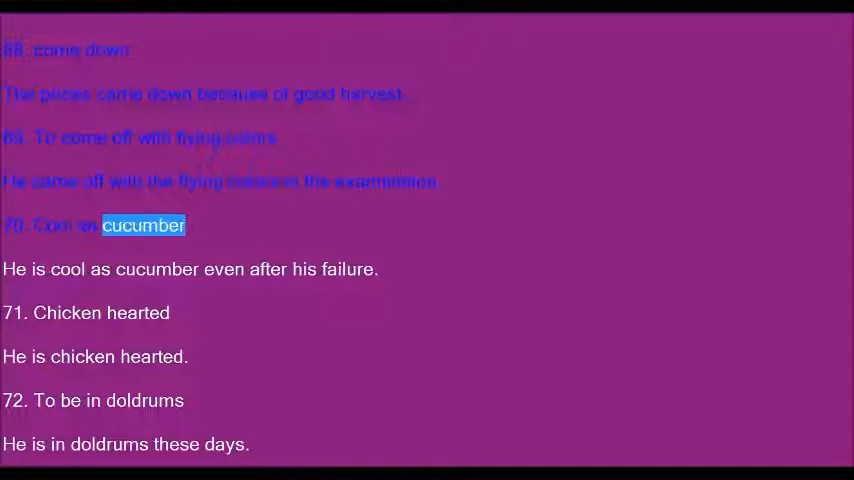 68. come down
The prices came down because of good harvest.
69. To come off with flying colors
He came off with the flying colors in the examination.
70. Cool as cucumber
He is cool as cucumber even after his failure.
71. Chicken hearted
He is chicken hearted.
72. To be in doldrums
He is in doldrums these days.